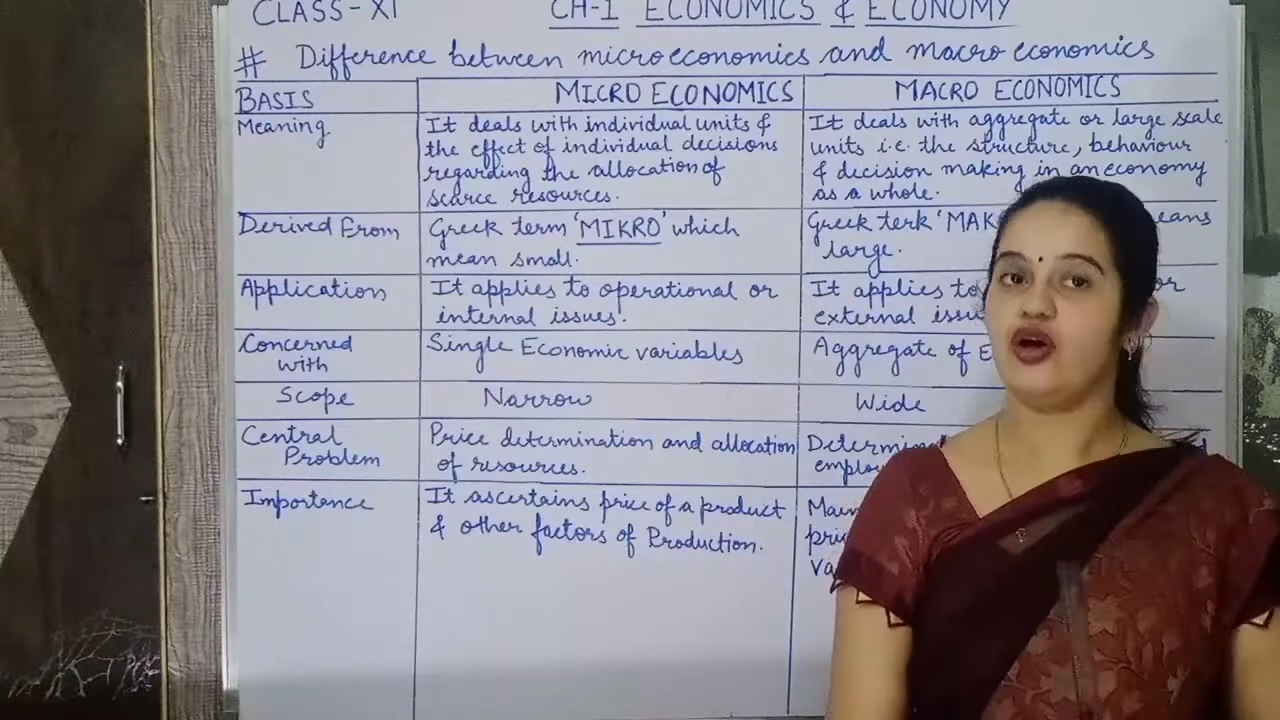 CLASS-XI
CH-1 ECONOMICS & ECONOMY
# Difference between microeconomics and macro economics
BASIS
MICRO ECONOMICS
MACRO ECONOMICS
Meaning
It deals with individual units &
the effect of individual decisions
regarding the allocation of
scarce resources.
It deals with aggregate or large scale
units i.e. the structure, behaviour
& decision making in an economy
as a whole.
Derived From
Greek term 'MIKRO' which
mean small.
Greek terk 'MAK
large.
Application
It applies to operational or
internal issues.
It applies to or
external
Concerned
with
Single Economic variables
Aggregate of E
Scope
Narrow
Wide
Central
Problem
Price determination and allocation
of resources.
Importance
It ascertains price of a product
& other factors of Production.